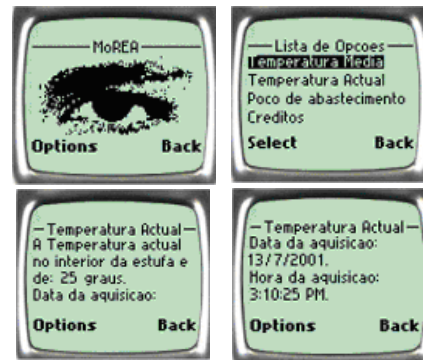 MoREA
Options Back
Lista de Opcoes
Temperatura Media
Temperatura Actual
Poco de abastecimento
Creditos
Select Back
Temperatura Actual
A Temperatura actual
no interior da estufa e
de: 25 graus.
Data da aquisicao:
Options Back
Temperatura Actual
Data da aquisicao:
13/7/2001.
Hora da aquisicao:
3:10:25 PM.
Options Back